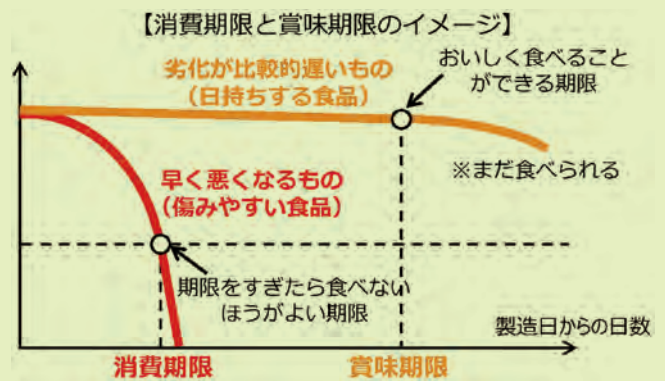 【消費期限と賞味期限のイメージ】
劣化が比較的遅いもの
（日持ちする食品）
おいしく食べること
ができる期限
※まだ食べられる
早く悪くなるもの
（傷みやすい食品）
期限をすぎたら食べない
ほうがよい期限
製造日からの日数
消費期限
賞味期限